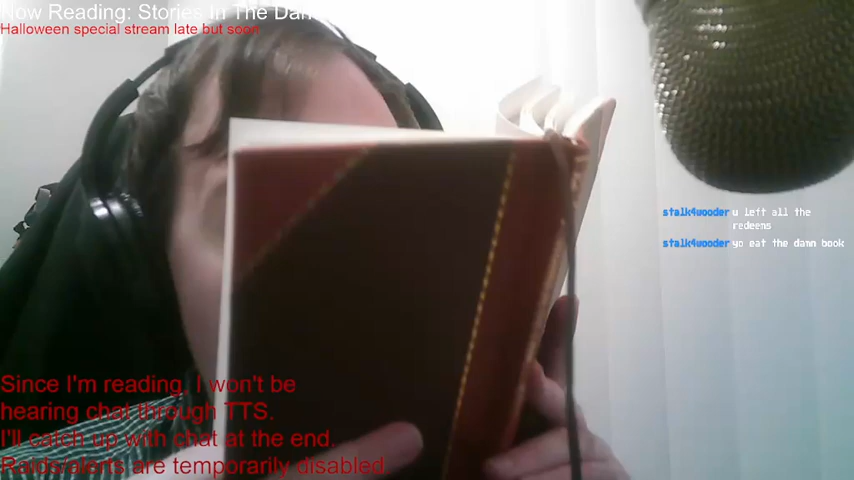 Now Reading: Stories In The Dark
Halloween special stream late but soon
stalk4wooder u left all the
redeems
stalk4wooder yo eat the damn book
Since I'm reading, I won't be
hearing chat through TTS.
I'll catch up with chat at the end.
Raids/alerts are temporarily disabled